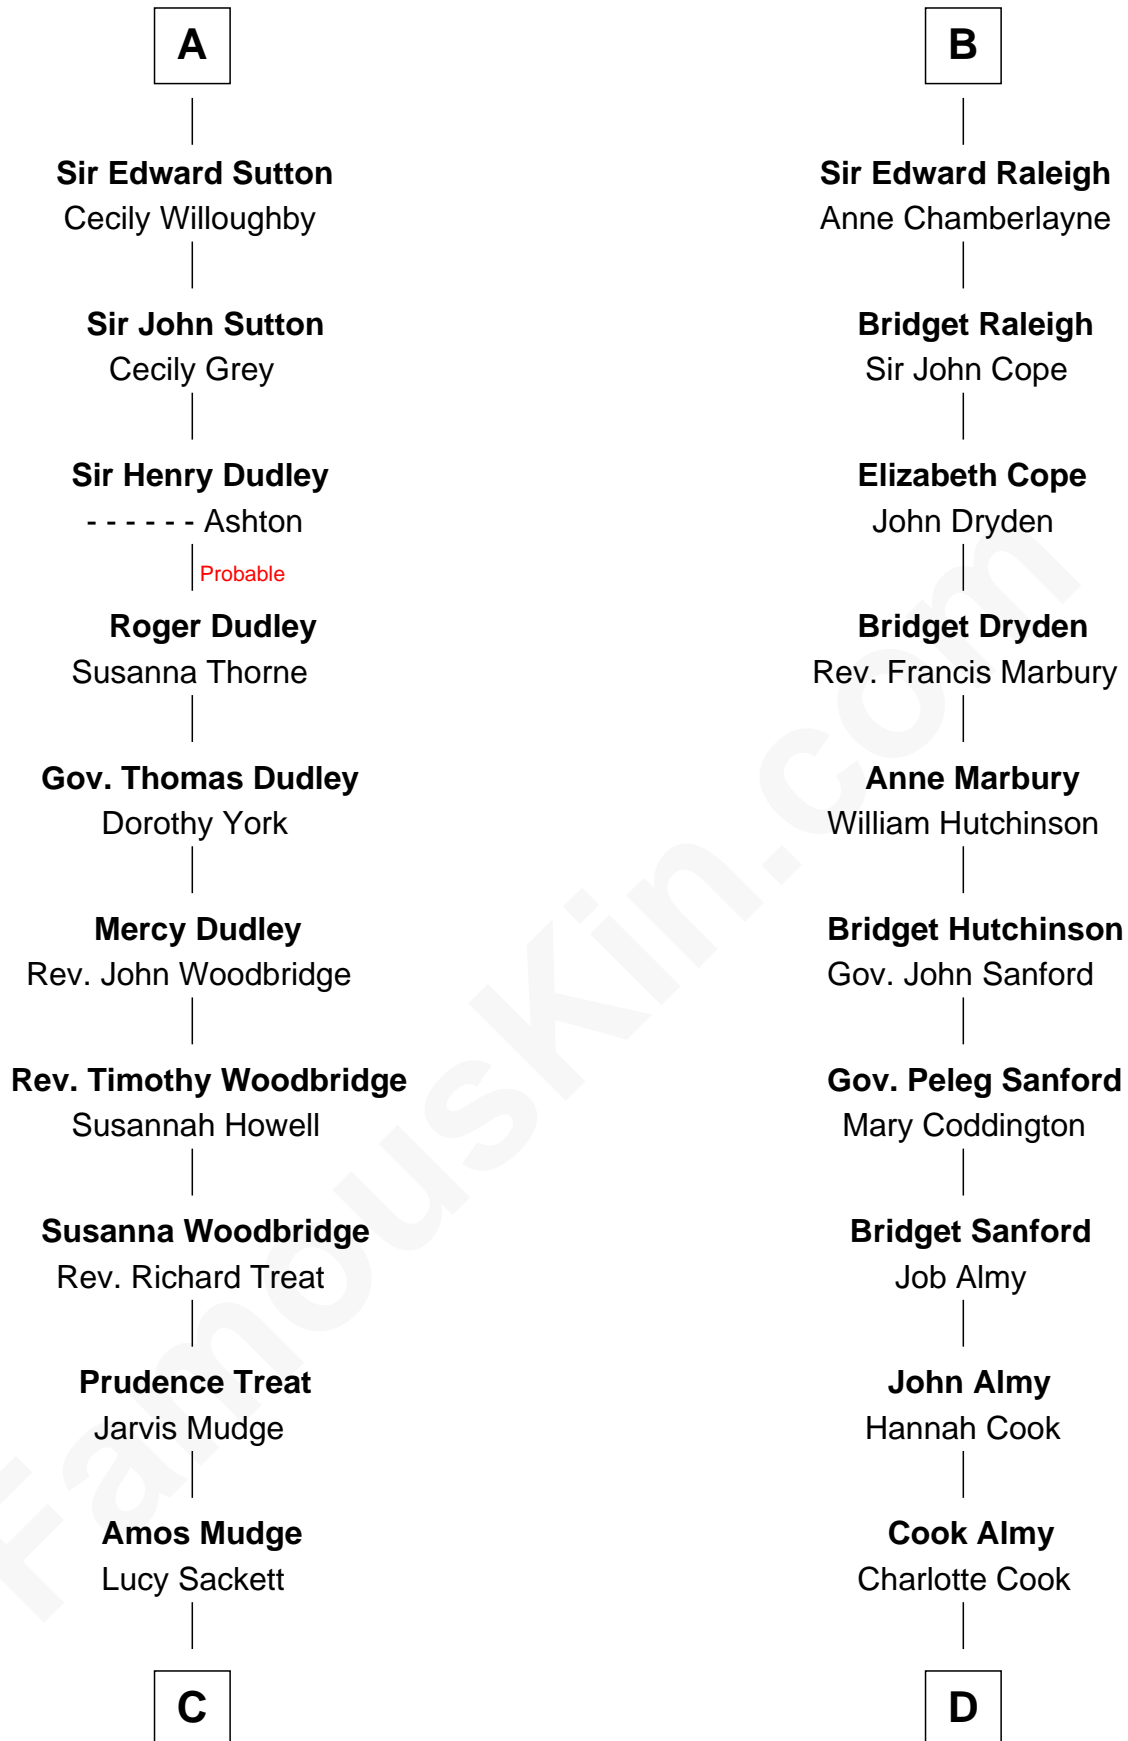 A
Sir Edward Sutton
Cecily Willoughby
Sir John Sutton
Cecily Grey
Sir Henry Dudley
- - - - - - Ashton
Probable
Roger Dudley
Susanna Thorne
Gov. Thomas Dudley
Dorothy York
Mercy Dudley
Rev. John Woodbridge
Rev. Timothy Woodbridge
Susannah Howell
Susanna Woodbridge
Rev. Richard Treat
Prudence Treat
Jarvis Mudge
Amos Mudge
Lucy Sackett
C
B
Sir Edward Raleigh
Anne Chamberlayne
Bridget Raleigh
Sir John Cope
Elizabeth Cope
John Dryden
Bridget Dryden
Rev. Francis Marbury
Anne Marbury
William Hutchinson
Bridget Hutchinson
Gov. John Sanford
Gov. Peleg Sanford
Mary Coddington
Bridget Sanford
Job Almy
John Almy
Hannah Cook
Cook Almy
Charlotte Cook
D
FamousKin.com